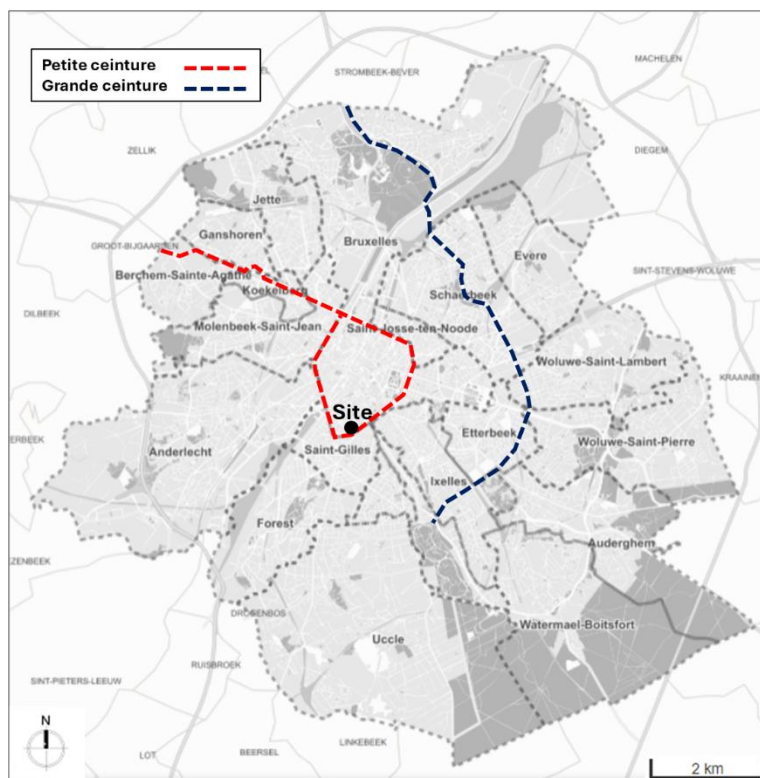 Petite ceinture
Grande ceinture
STROMBEEK-BEVER
MACHELEN
ZELLIK
DIEGEM
Jette
Ganshoren
Bruxelles
GROOT-BIJGAARDEN
Evere
Berchem-Sainte-Agathe
SINT-STEVENS-WOLUWE
Koekelberg
Schaerbeek
DILBEEK
Molenbeek-Saint-Jean
Saint-Josse-ten-Noode
Woluwe-Saint-Lambert
KRAAINEM
Site
Etterbeek
ERBEEK
Woluwe-Saint-Pierre
Anderlecht
Saint-Gilles
Ixelles
Forest
Auderghem
ZENBEEK
DROGENBOS
Watermael-Boitsfort
Uccle
RUISBROEK
SINT-PIETERS-LEEUW
N
LINKEBEEK
LOT
BEERSEL
2 km